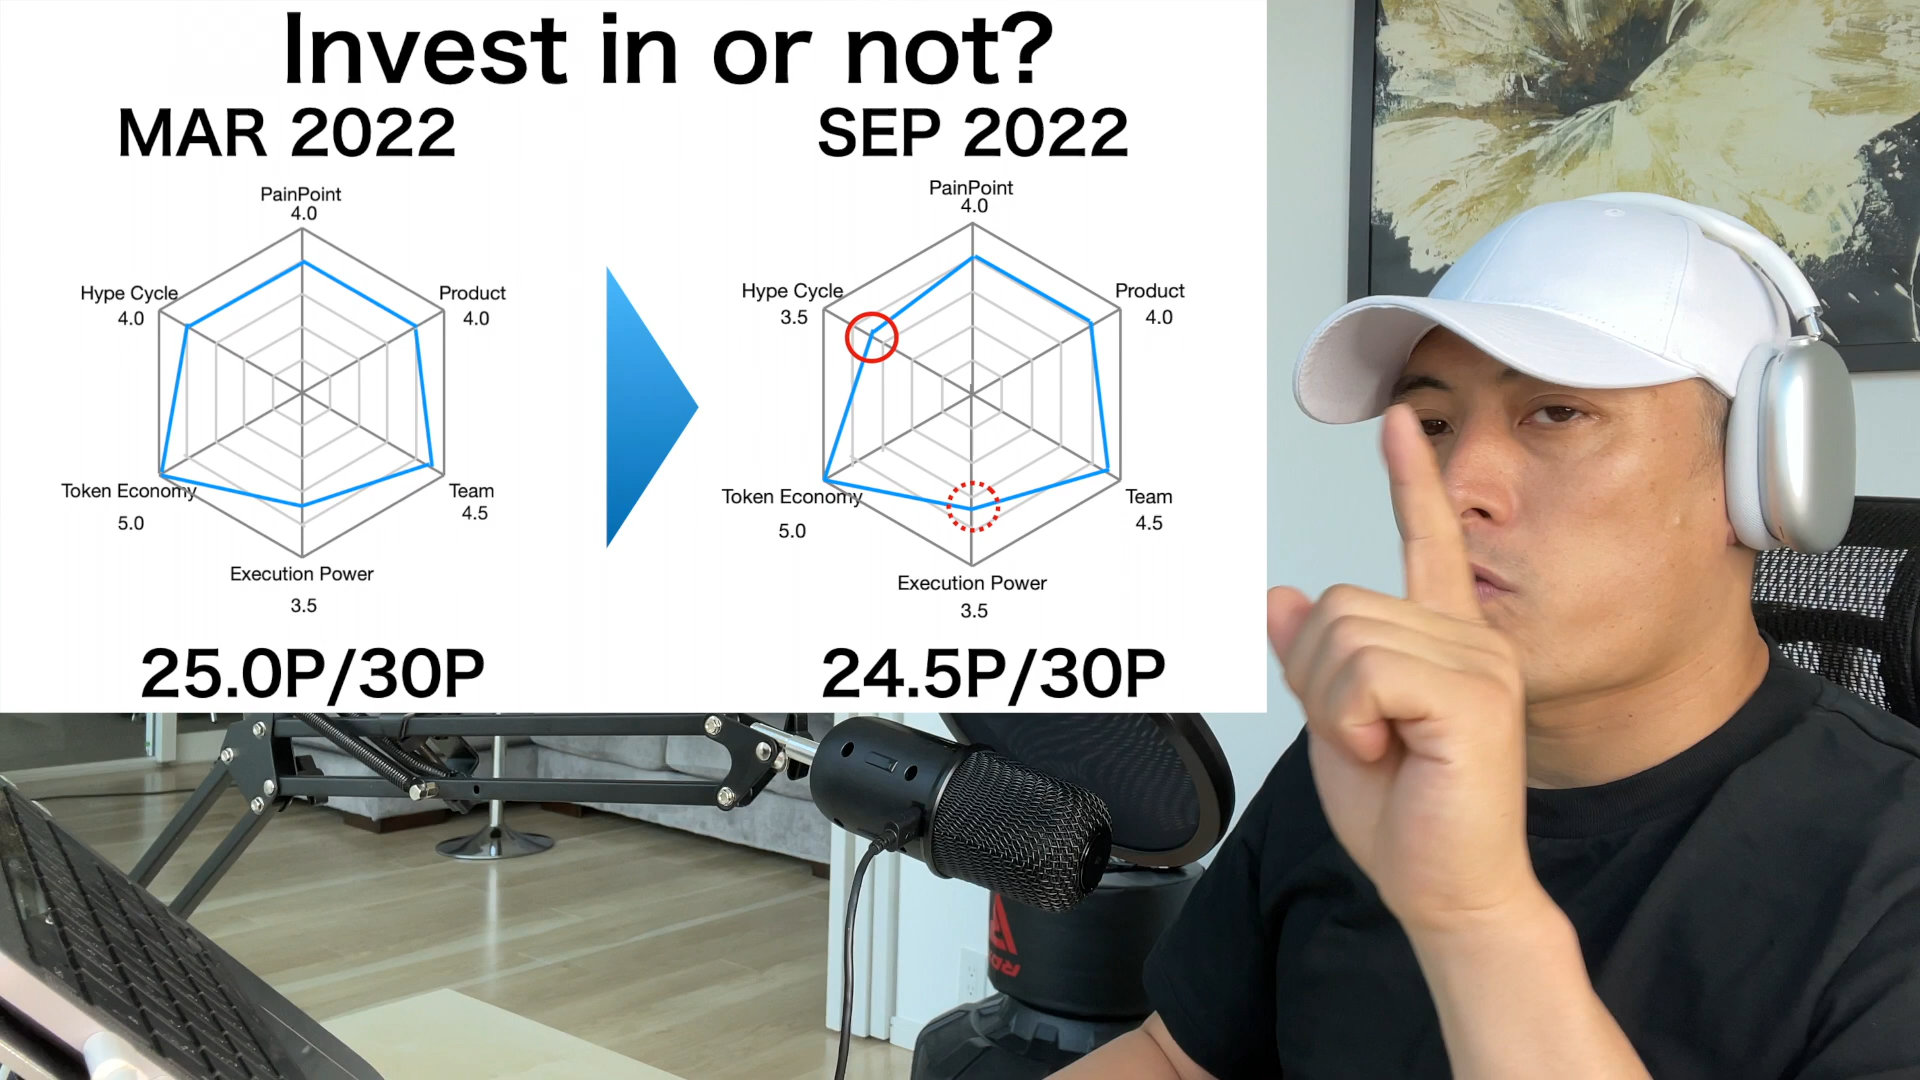 Invest in or not?
MAR 2022
PainPoint
4.0
Hype Cycle
4.0
Product
4.0
Token Economy
5.0
Team
4.5
Execution Power
3.5
25.0P/30P
SEP 2022
PainPoint
4.0
Hype Cycle
3.5
Product
4.0
Token Economy
5.0
Team
4.5
Execution Power
3.5
24.5P/30P